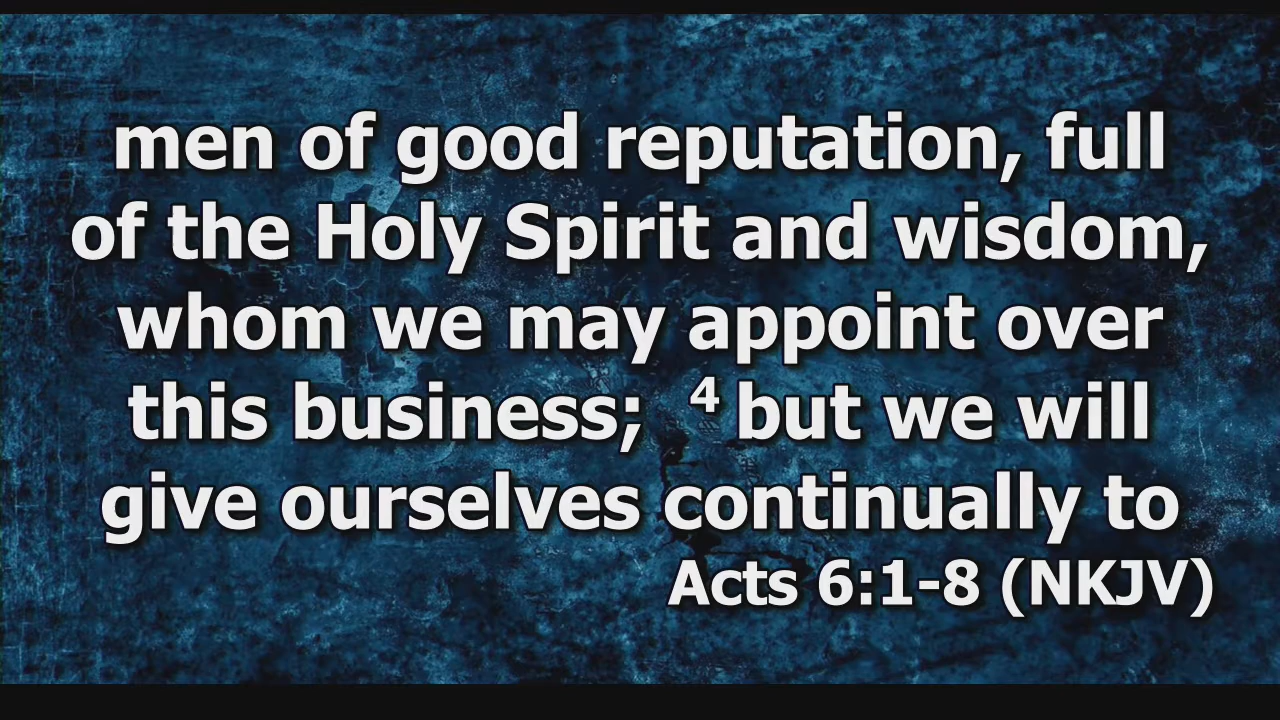 men of good reputation, full
of the Holy Spirit and wisdom,
whom we may appoint over
this business; ⁴ but we will
give ourselves continually to
Acts 6:1-8 (NKJV)